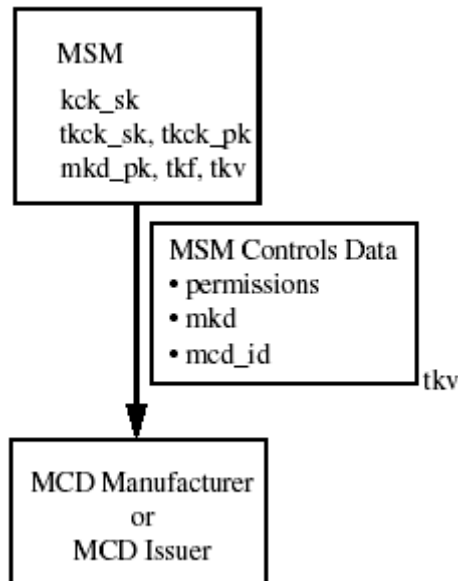 MSM
kck_sk
tkck_sk, tkck_pk
mkd_pk, tkf, tkv
MSM Controls Data
• permissions
• mkd
• mcd_id
tkv
MCD Manufacturer
or
MCD Issuer